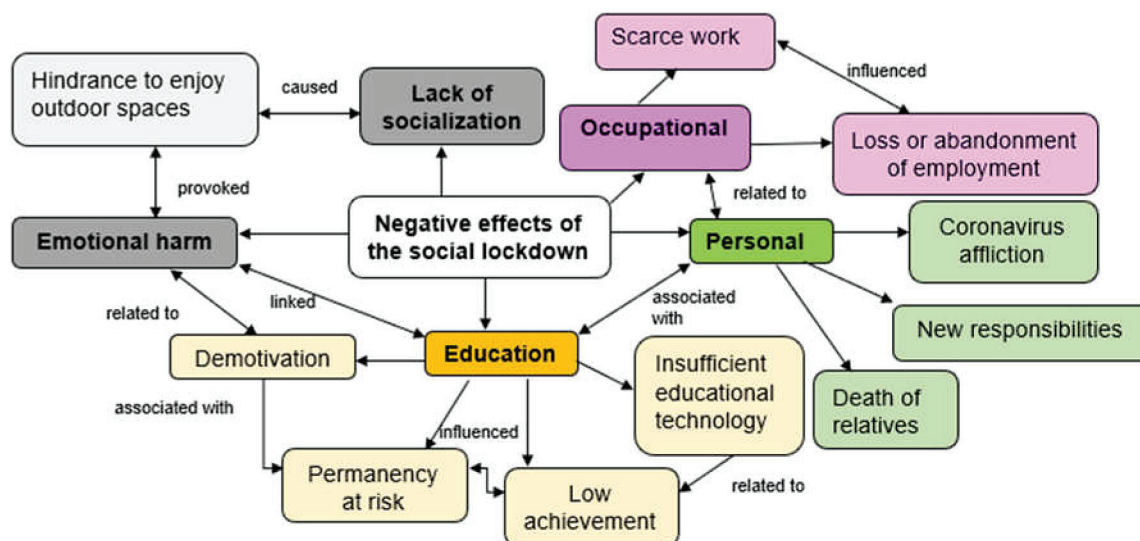 Scarce work
influenced
Hindrance to enjoy
outdoor spaces
caused
Lack of
socialization
Occupational
Loss or abandonment
of employment
provoked
related to
Emotional harm
Negative effects of
the social lockdown
Personal
Coronavirus
affliction
linked
related to
associated
with
New responsibilities
Demotivation
Education
Insufficient
educational
technology
Death of
relatives
associated with
influenced
Permanency
at risk
Low
achievement
related to